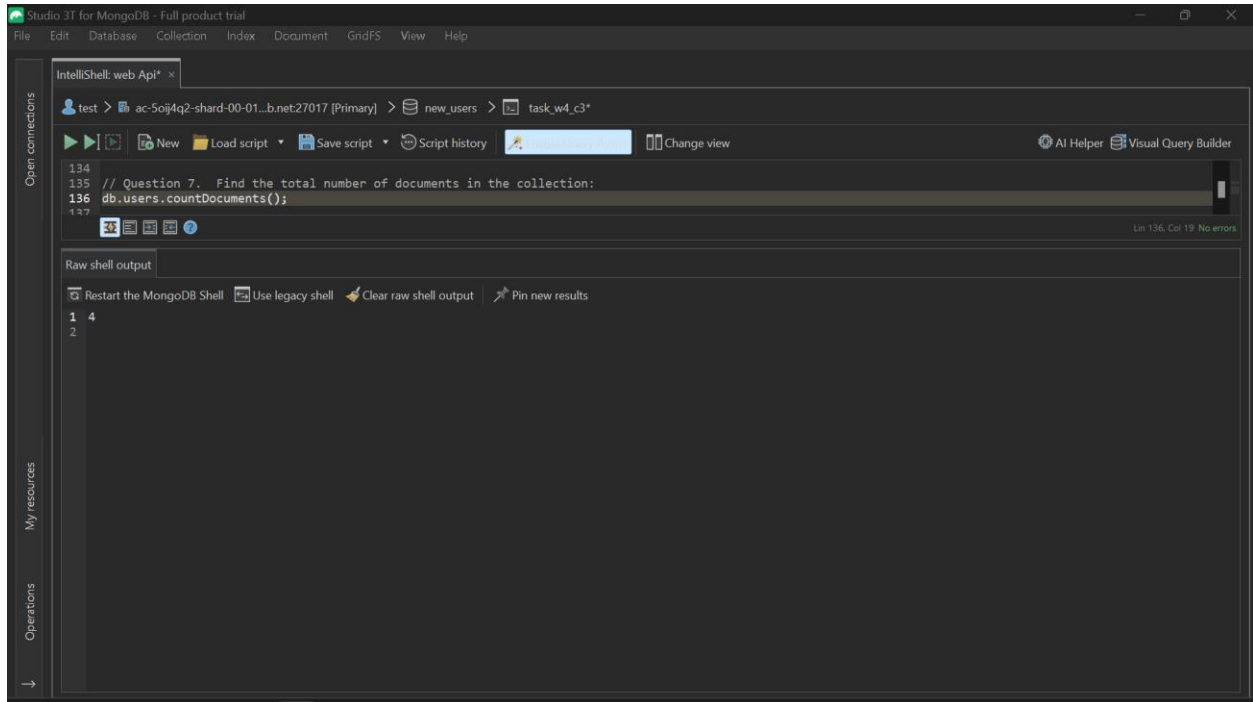 Studio 3T for MongoDB - Full product trial
File Edit Database Collection Index Document GridFS View Help
IntelliShell: web Api* ×
test > ac-5oij4q2-shard-00-01...b.net:27017 [Primary] > new_users > task_w4_c3*
New Load script Save script Script history Change view AI Helper Visual Query Builder
134
135 // Question 7. Find the total number of documents in the collection:
136 db.users.countDocuments();
137
Lin 136, Col 19 No errors
Raw shell output
Restart the MongoDB Shell Use legacy shell Clear raw shell output Pin new results
1 4
2
Open connections
My resources
Operations